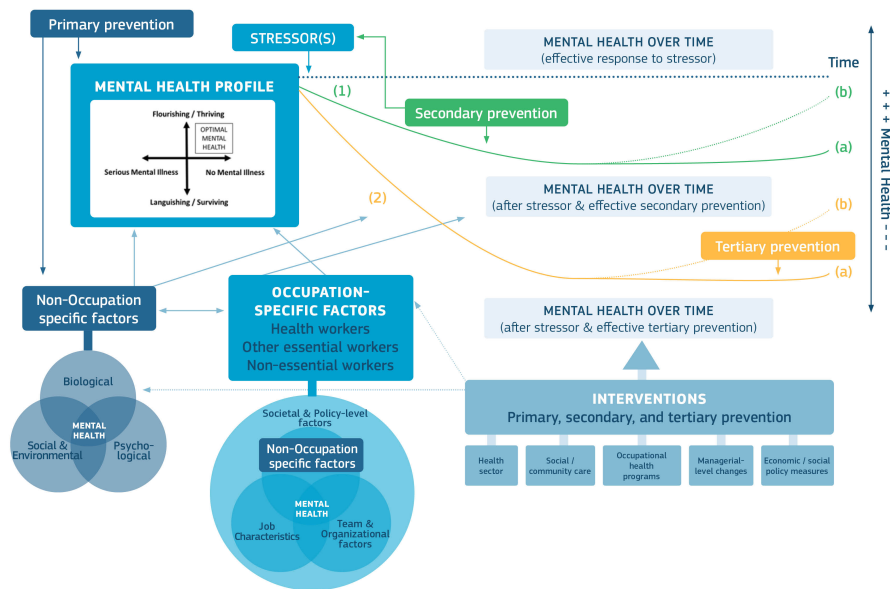 Primary prevention
STRESSOR(S)
MENTAL HEALTH OVER TIME
(effective response to stressor)
Time
MENTAL HEALTH PROFILE
Flourishing / Thriving
OPTIMAL
MENTAL
HEALTH
Serious Mental Illness
No Mental Illness
Languishing / Surviving
(1)
(b)
Secondary prevention
(a)
+ + + Mental Health - - -
(2)
MENTAL HEALTH OVER TIME
(after stressor & effective secondary prevention)
(b)
Tertiary prevention
(a)
Non-Occupation
specific factors
OCCUPATION-
SPECIFIC FACTORS
Health workers
Other essential workers
Non-essential workers
MENTAL HEALTH OVER TIME
(after stressor & effective tertiary prevention)
Biological
MENTAL
HEALTH
Social &
Environmental
Psycho-
logical
INTERVENTIONS
Primary, secondary, and tertiary prevention
Health
sector
Social /
community care
Occupational
health
programs
Managerial-
level changes
Economic / social
policy measures
Societal & Policy-level
factors
Non-Occupation
specific factors
MENTAL
HEALTH
Job
Characteristics
Team &
Organizational
factors